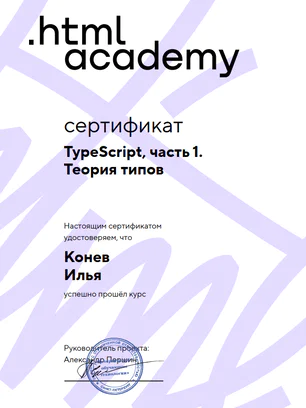 .html
academy
сертификат
TypeScript, часть 1.
Теория типов
Настоящим сертификатом
удостоверяем, что
Конев
Илья
успешно прошёл курс
Руководитель проекта:
Александр Першин